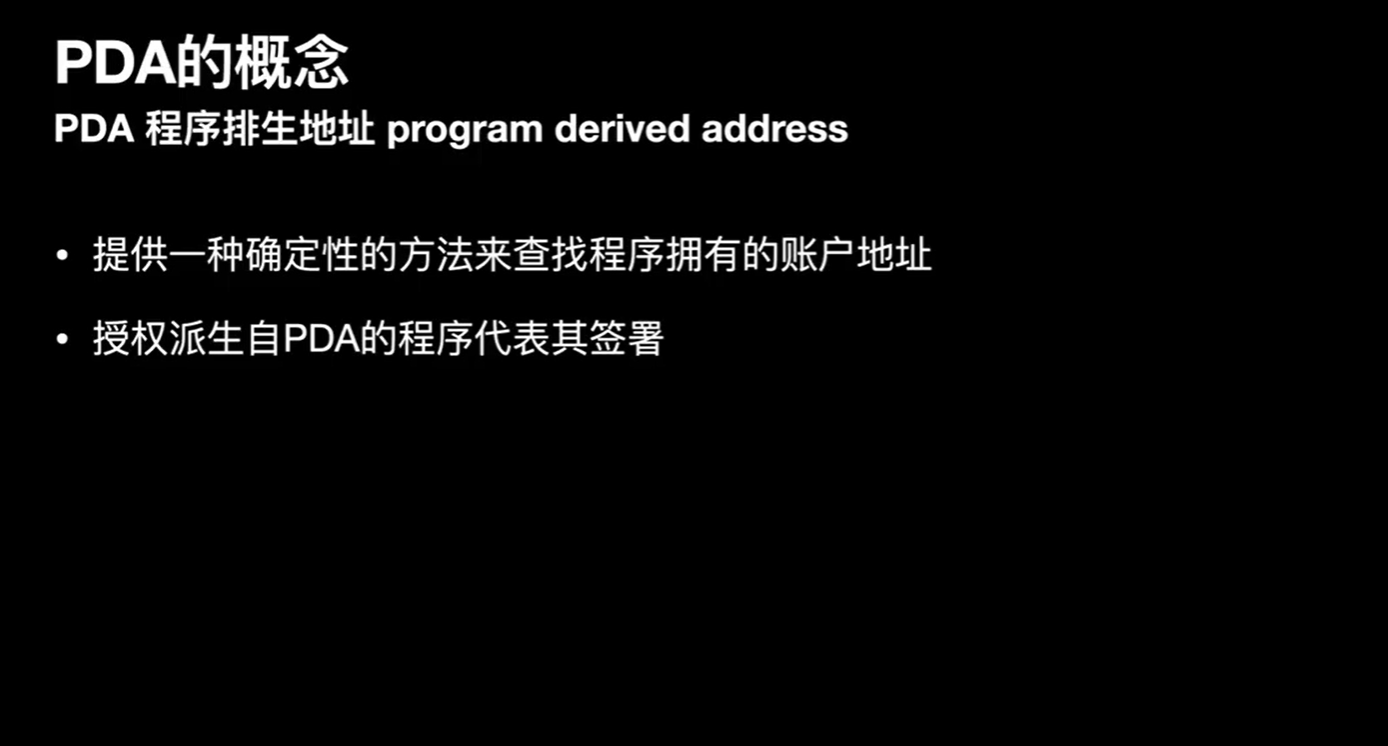 PDA的概念
PDA 程序排生地址 program derived address
• 提供一种确定性的方法来查找程序拥有的账户地址
• 授权派生自PDA的程序代表其签署